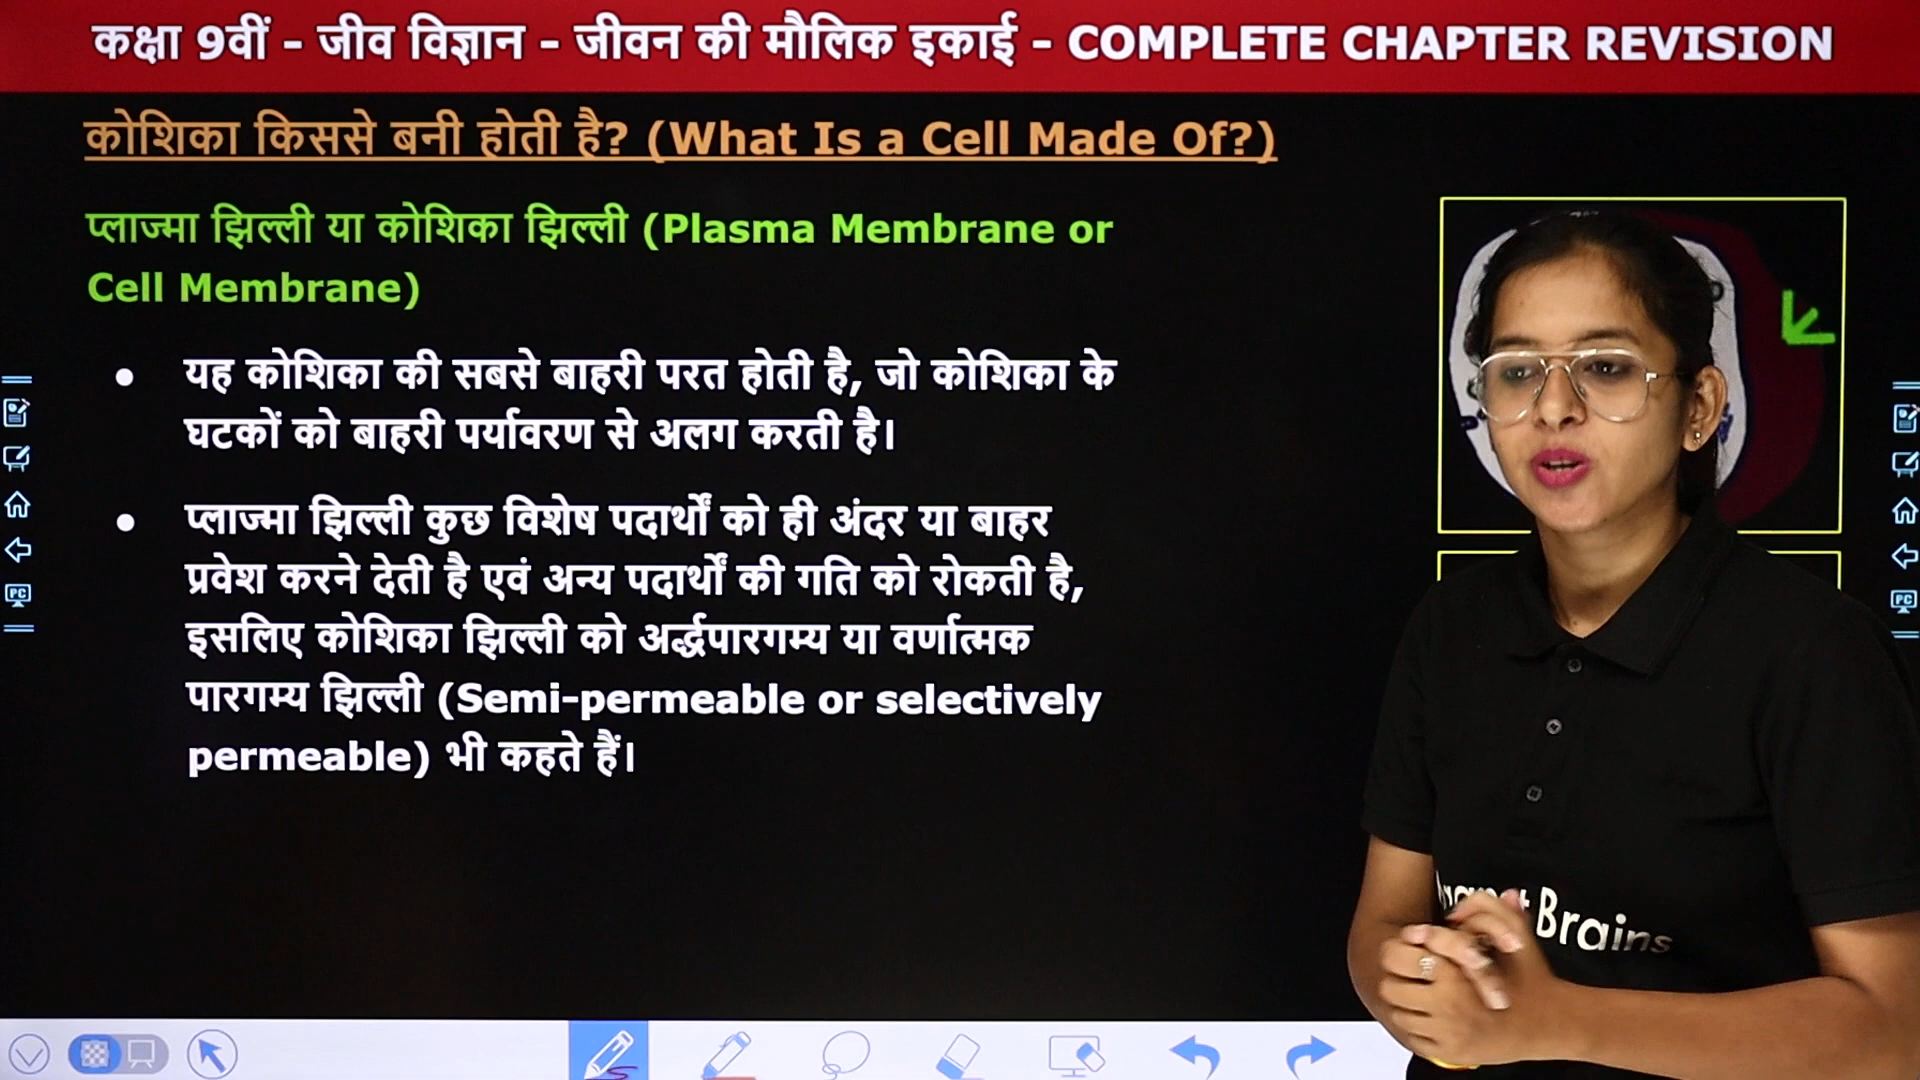 कक्षा 9वीं - जीव विज्ञान - जीवन की मौलिक इकाई - COMPLETE CHAPTER REVISION
कोशिका किससे बनी होती है? (What Is a Cell Made Of?)
प्लाज्मा झिल्ली या कोशिका झिल्ली (Plasma Membrane or
Cell Membrane)
• यह कोशिका की सबसे बाहरी परत होती है, जो कोशिका के
घटकों को बाहरी पर्यावरण से अलग करती है।
• प्लाज्मा झिल्ली कुछ विशेष पदार्थों को ही अंदर या बाहर
प्रवेश करने देती है एवं अन्य पदार्थों की गति को रोकती है,
इसलिए कोशिका झिल्ली को अर्द्धपारगम्य या वर्णात्मक
पारगम्य झिल्ली (Semi-permeable or selectively
permeable) भी कहते हैं।
PC
PC
Brains